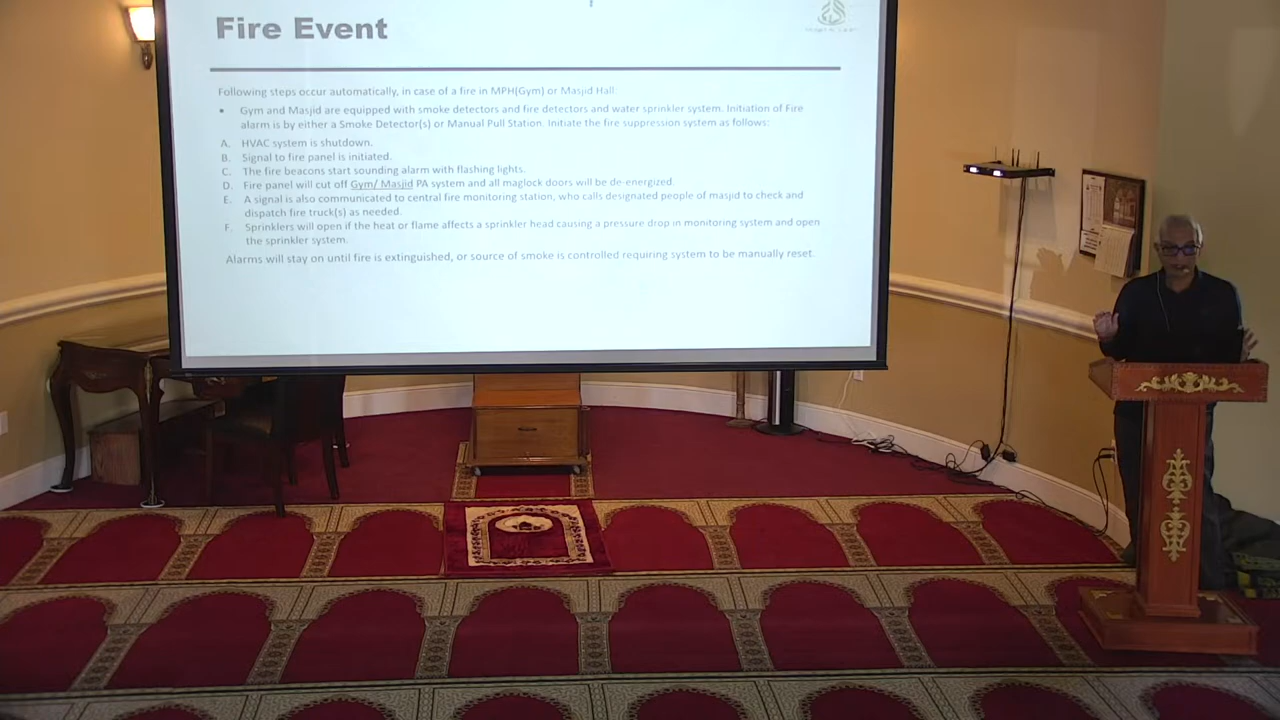 Fire Event
Following steps occur automatically, in case of a fire in MPH(Gym) or Masjid Hall:
• Gym and Masjid are equipped with smoke detectors and fire detectors and water sprinkler system. Initiation of Fire
alarm is by either a Smoke Detector(s) or Manual Pull Station. Initiate the fire suppression system as follows:
A. HVAC system is shutdown.
B. Signal to fire panel is initiated.
C. The fire beacons start sounding alarm with flashing lights.
D. Fire panel will cut off Gym/ Masjid PA system and all maglock doors will be de-energized.
E. A signal is also communicated to central fire monitoring station, who calls designated people of masjid to check and
dispatch fire truck(s) as needed.
F. Sprinklers will open if the heat or flame affects a sprinkler head causing a pressure drop in monitoring system and open
the sprinkler system.
Alarms will stay on until fire is extinguished, or source of smoke is controlled requiring system to be manually reset.